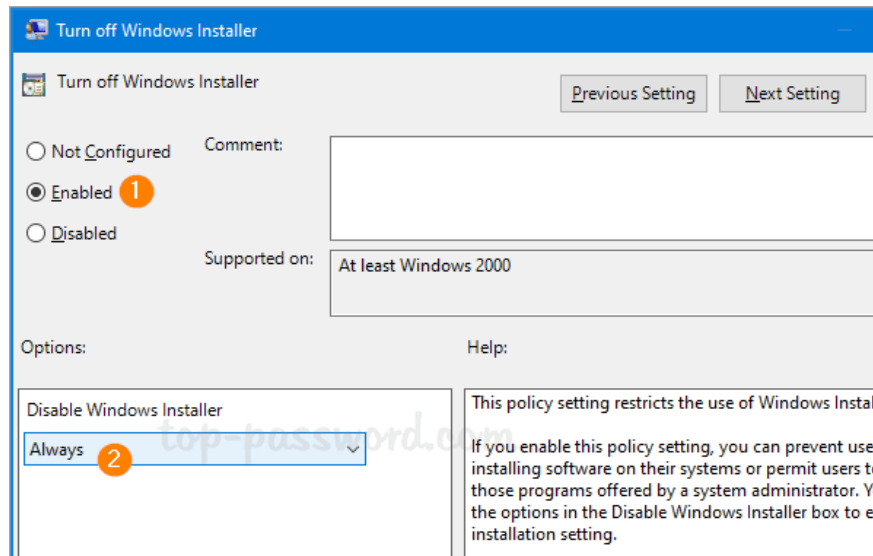 Turn off Windows Installer
Turn off Windows Installer
Previous Setting
Next Setting
Not Configured
Comment:
Enabled 1
Disabled
Supported on:
At least Windows 2000
Options:
Help:
Disable Windows Installer
Always 2
top-password.com
This policy setting restricts the use of Windows
If you enable this policy setting, you can prevent
installing software on their systems or permit users
those programs offered by a system administrator.
the options in the Disable Windows Installer box to
installation setting.